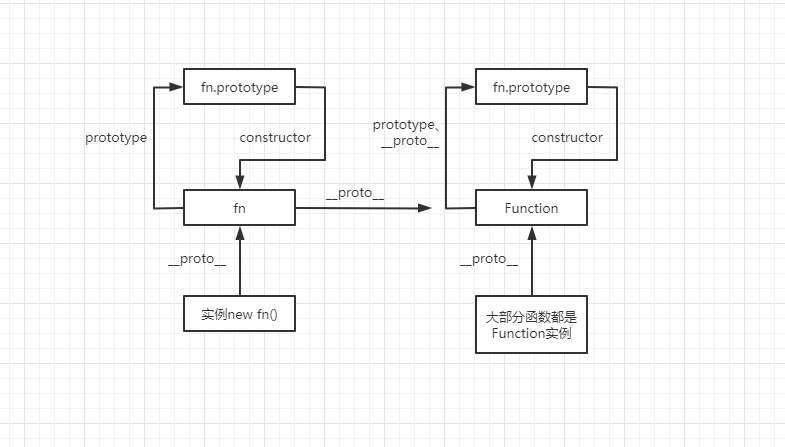 fn.prototype
prototype
constructor
fn
__proto__
__proto__
实例new fn()
fn.prototype
prototype、
__proto__
constructor
Function
__proto__
大部分函数都是
Function实例